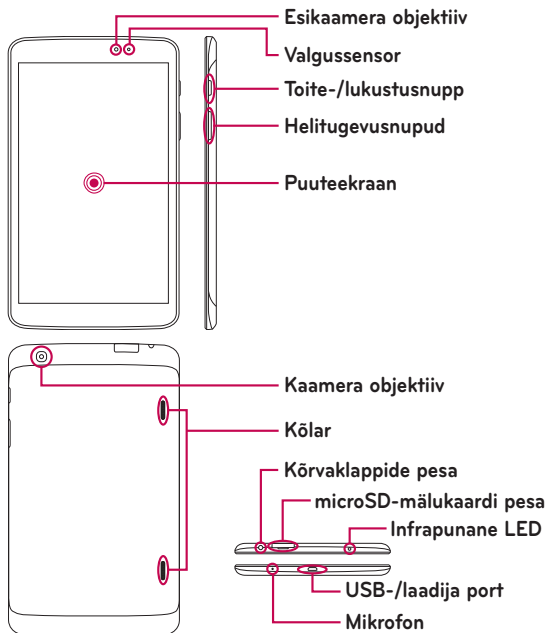 Esikaamera objektiiv
Valgussensor
Toite-/lukustusnupp
Helitugevusnupud
Puuteekraan
Kaamera objektiiv
Kõlar
Kõrvaklappide pesa
microSD-mälukaardi pesa
Infrapunane LED
USB-/laadija port
Mikrofon